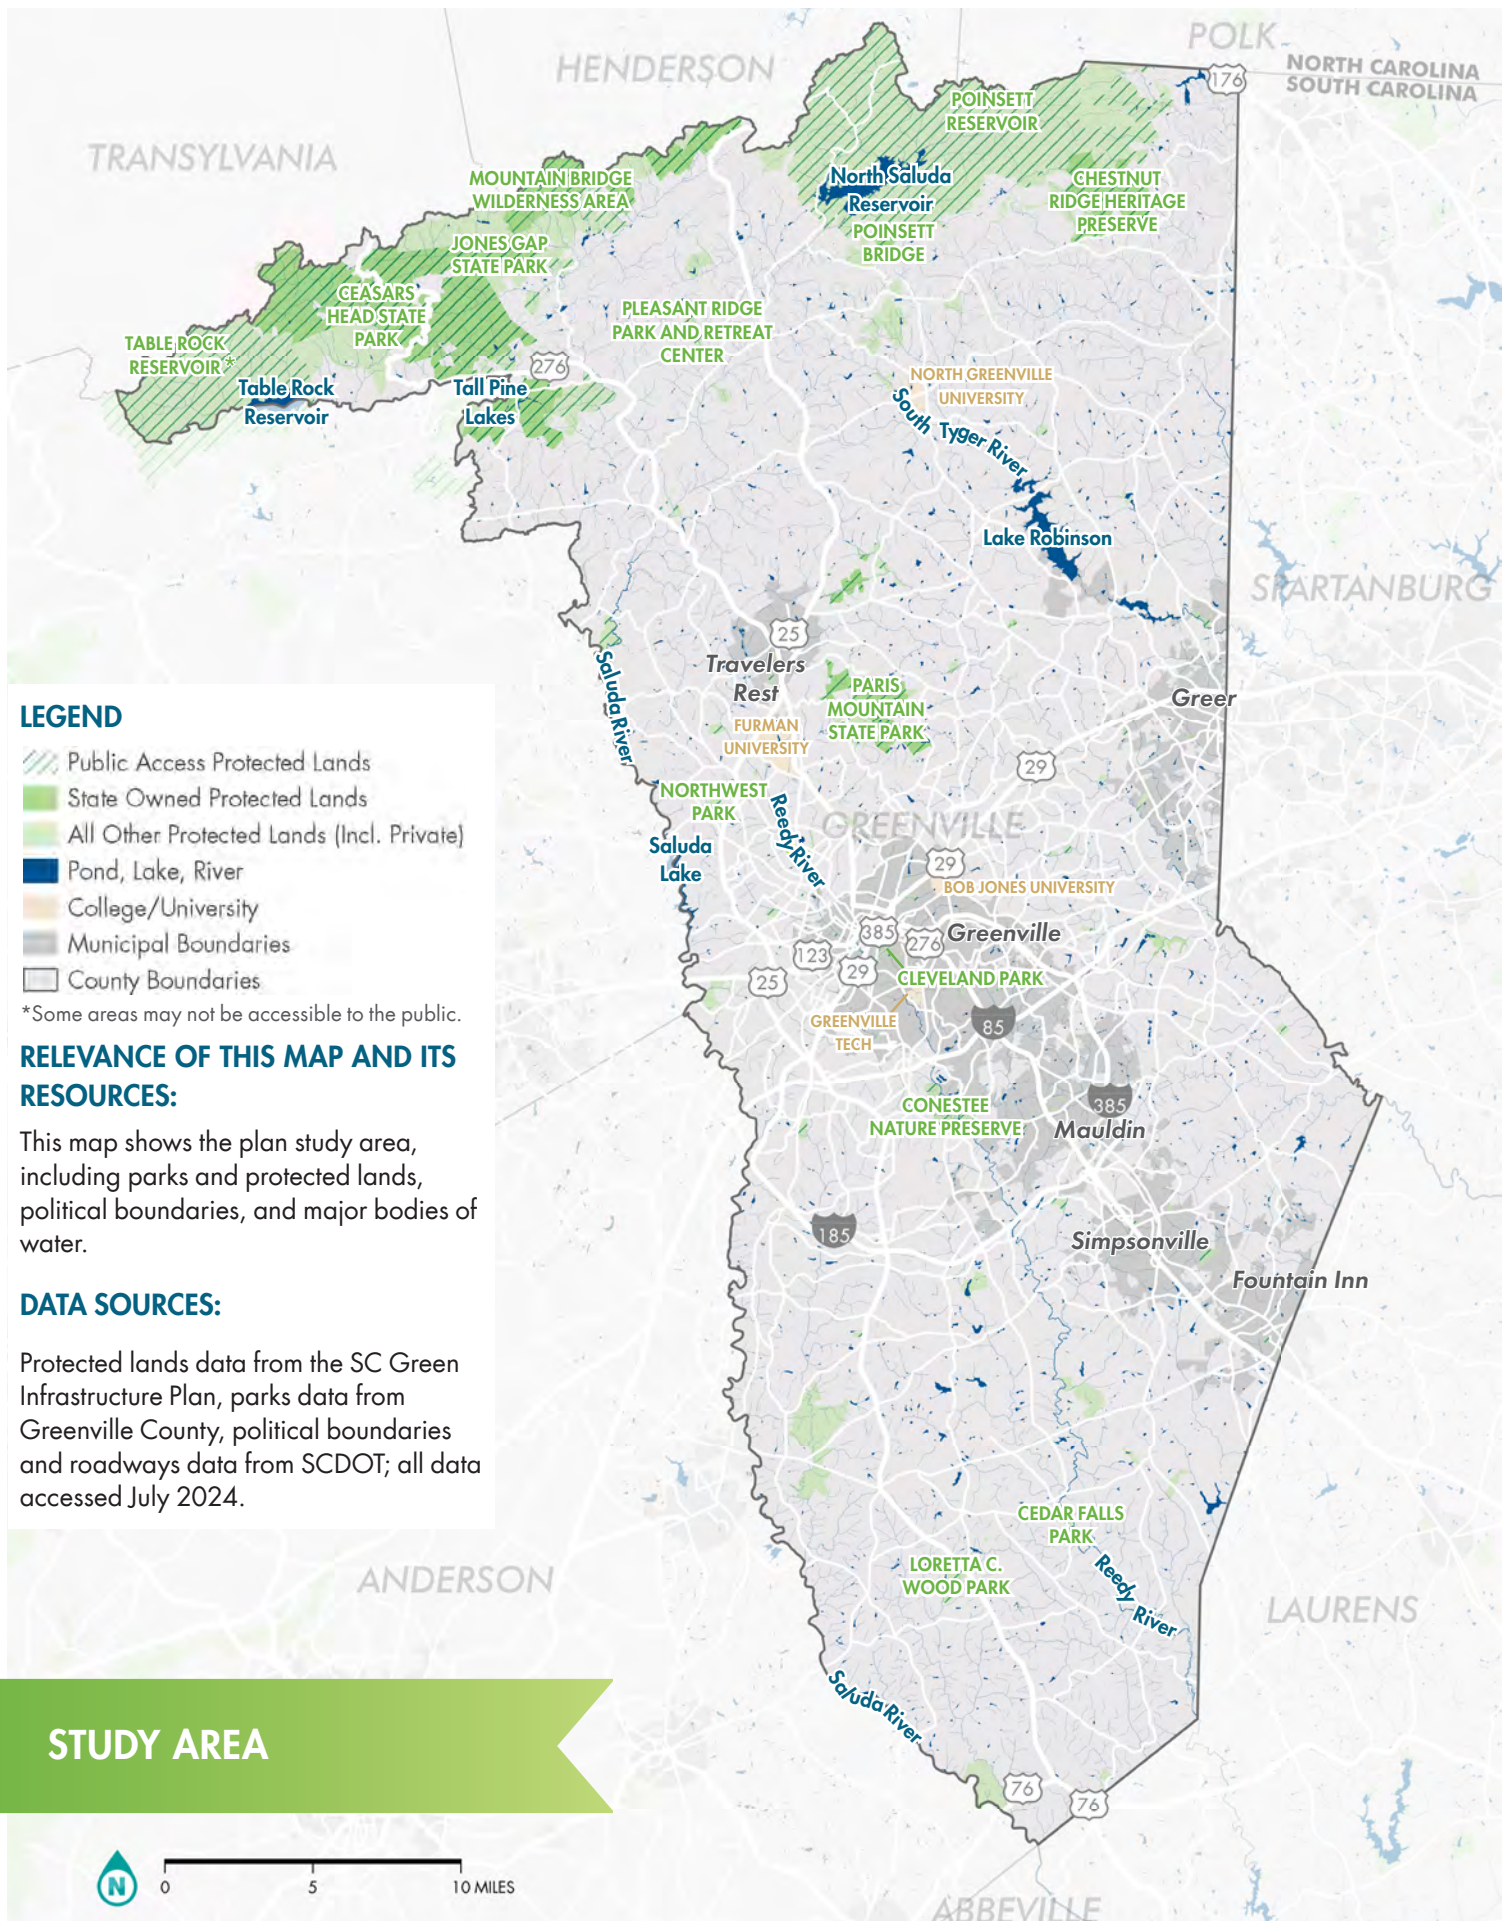 HENDERSON
POLK
NORTH CAROLINA
SOUTH CAROLINA
176
TRANSYLVANIA
POINSETT
RESERVOIR
MOUNTAIN BRIDGE
WILDERNESS AREA
North Saluda
Reservoir
CHESTNUT
RIDGE HERITAGE
PRESERVE
POINSETT
BRIDGE
JONES GAP
STATE PARK
CEASARS
HEAD STATE
PARK
PLEASANT RIDGE
PARK AND RETREAT
CENTER
TABLE ROCK
RESERVOIR*
276
Table Rock
Reservoir
Tall Pine
Lakes
NORTH GREENVILLE
UNIVERSITY
South Tyger River
Lake Robinson
SPARTANBURG
25
Travelers
Rest
Saluda River
PARIS
MOUNTAIN
STATE PARK
Greer
FURMAN
UNIVERSITY
29
NORTHWEST
PARK
Reedy River
GREENVILLE
Saluda
Lake
29
BOB JONES UNIVERSITY
385
276
Greenville
123
29
25
CLEVELAND PARK
GREENVILLE
TECH
85
CONESTEE
NATURE PRESERVE
385
Mauldin
185
Simpsonville
Fountain Inn
CEDAR FALLS
PARK
LORETTA C.
WOOD PARK
Reedy River
ANDERSON
LAURENS
Saluda River
76
76
ABBEVILLE
LEGEND
Public Access Protected Lands
State Owned Protected Lands
All Other Protected Lands (Incl. Private)
Pond, Lake, River
College/University
Municipal Boundaries
County Boundaries
*Some areas may not be accessible to the public.
RELEVANCE OF THIS MAP AND ITS
RESOURCES:
This map shows the plan study area,
including parks and protected lands,
political boundaries, and major bodies of
water.
DATA SOURCES:
Protected lands data from the SC Green
Infrastructure Plan, parks data from
Greenville County, political boundaries
and roadways data from SCDOT; all data
accessed July 2024.
STUDY AREA
N
0 5 10 MILES